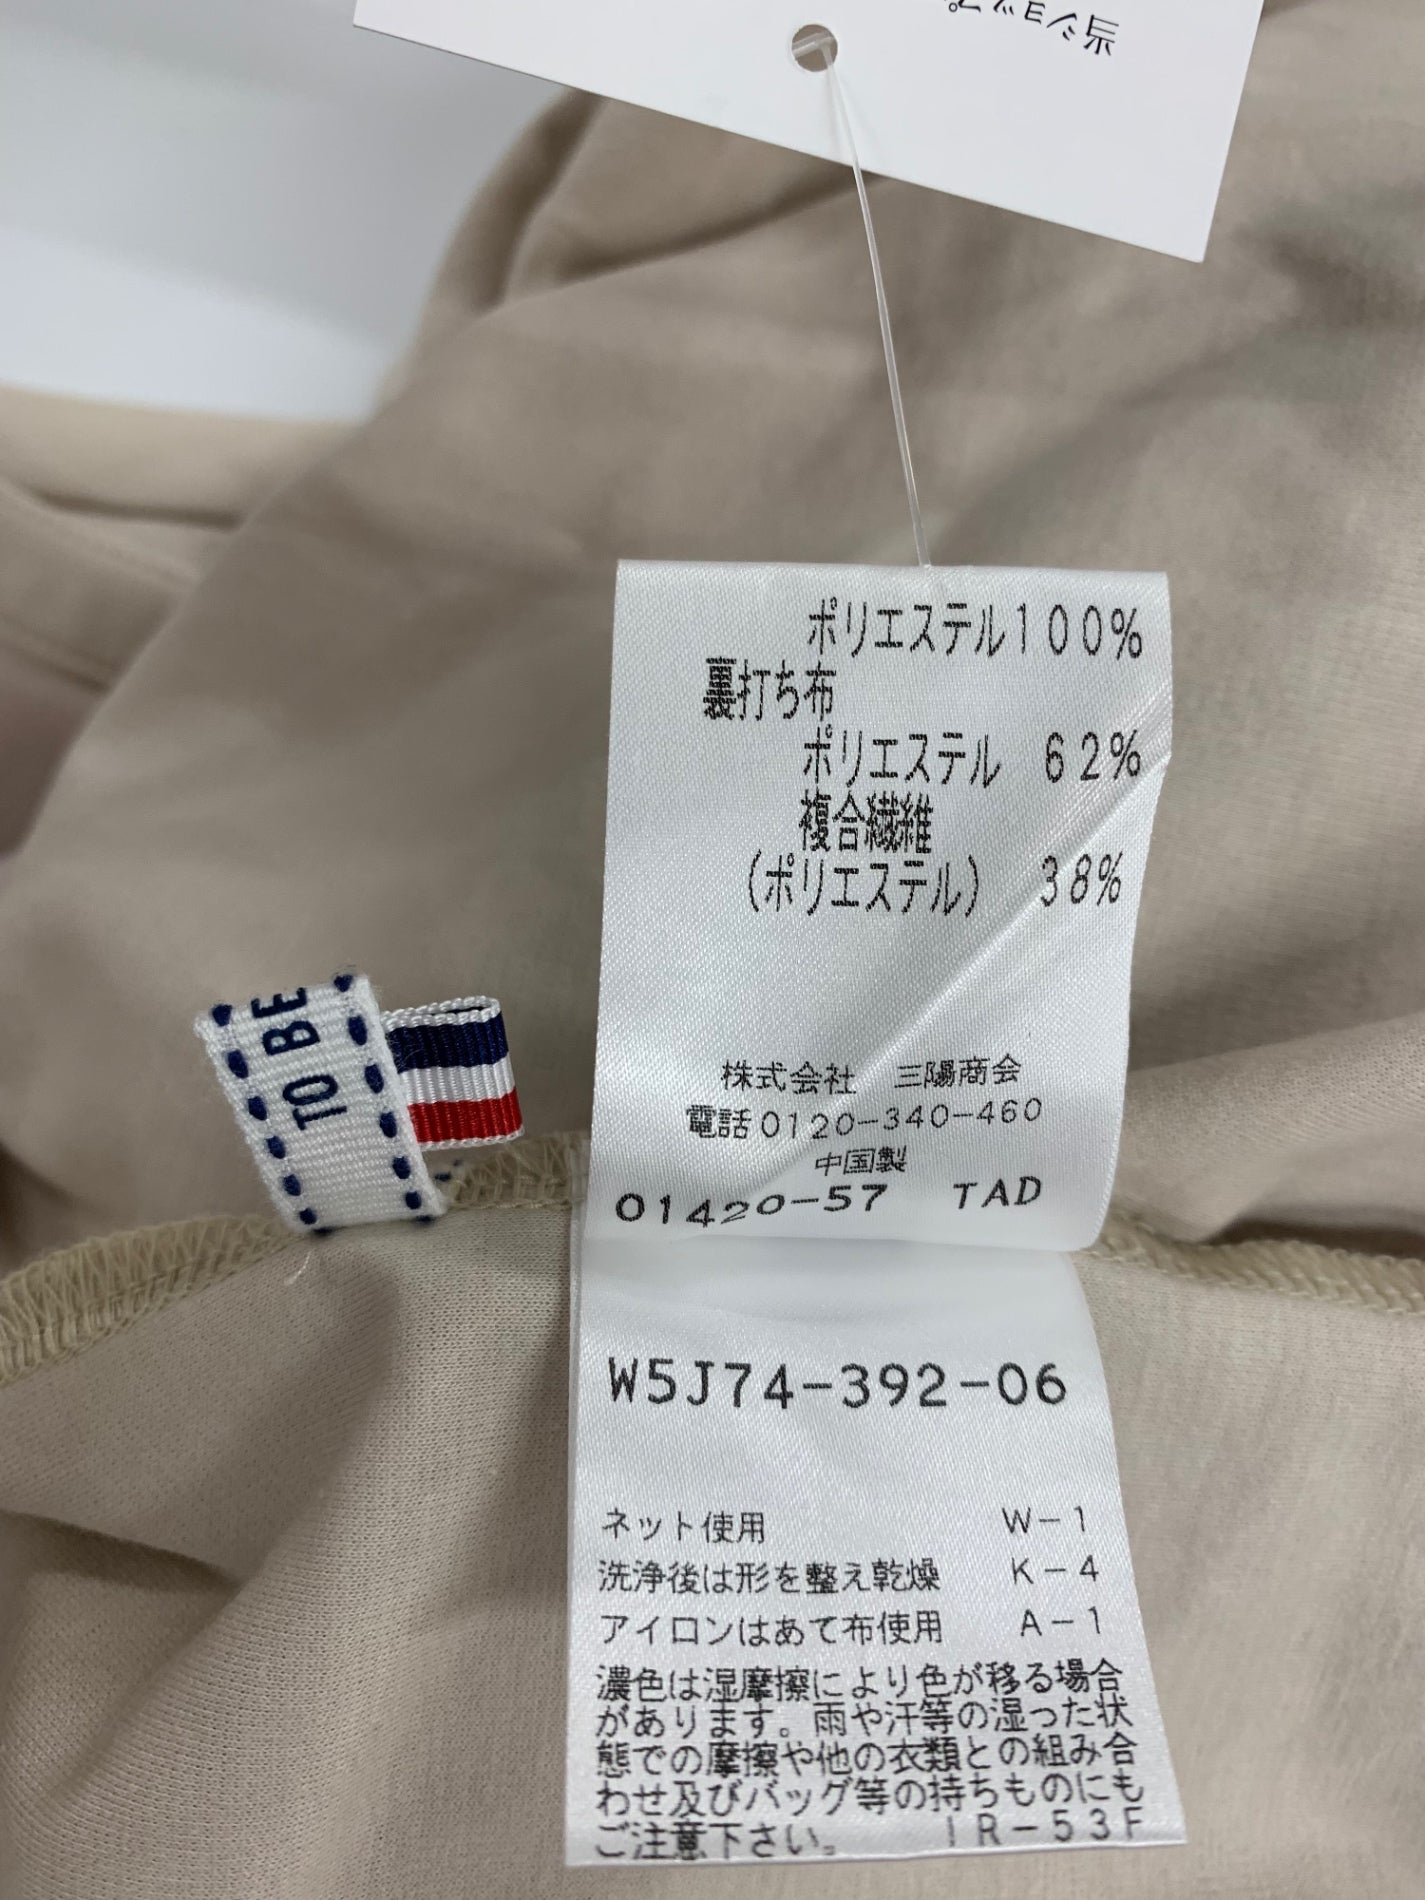 ョップ
ポリエステル100%
裏打ち布
ポリエステル 62%
複合繊維
(ポリエステル) 38%
株式会社 三陽商会
電話0120-340-460
中国製
01420-57 TAD
TO BE
W5J74-392-06
ネット使用 W-1
洗浄後は形を整え乾燥 K-4
アイロンはあて布使用 A-1
濃色は湿摩擦により色が移る場合
があります。雨や汗等の湿った状
態での摩擦や他の衣類との組み合
わせ及びバッグ等の持ちものにも
ご注意下さい。 IR-53F